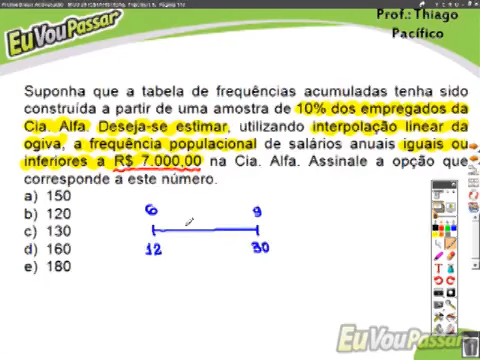 Prof.: Thiago
Pacífico
EuVouPassar
Suponha que a tabela de frequências acumuladas tenha sido
construída a partir de uma amostra de 10% dos empregados da
Cia. Alfa. Deseja-se estimar, utilizando interpolação linear da
ogiva, a frequência populacional de salários anuais iguais ou
inferiores a R$ 7.000,00 na Cia. Alfa. Assinale a opção que
corresponde a este número.
a) 150
b) 120
c) 130
d) 160
e) 180
6 9
12 30
EuVouPassar